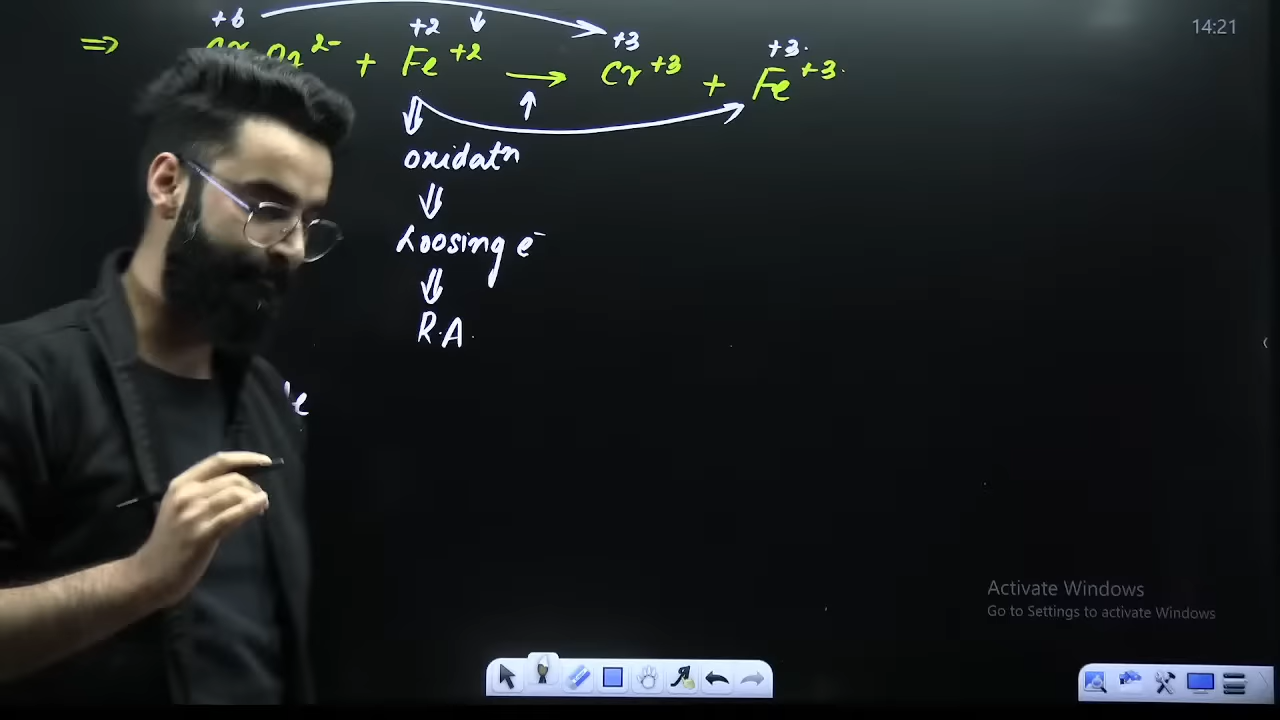 14:21
+6 +2 ↓ +3 +3.
⇒ O₇²⁻ + Fe⁺² → Cr⁺³ + Fe⁺³.
⇓ ↑
oxidatⁿ
⇓
Loosing e⁻
⇓
R.A.
Activate Windows
Go to Settings to activate Windows